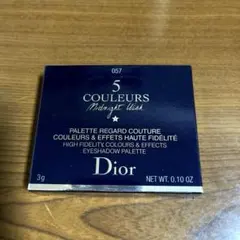 057
5
COULEURS
Midnight Wish
PALETTE REGARD COUTURE
COULEURS & EFFETS HAUTE FIDÉLITÉ
HIGH FIDELITY COLOURS & EFFECTS
EYESHADOW PALETTE
3g Dior NET WT. 0.10 OZ.